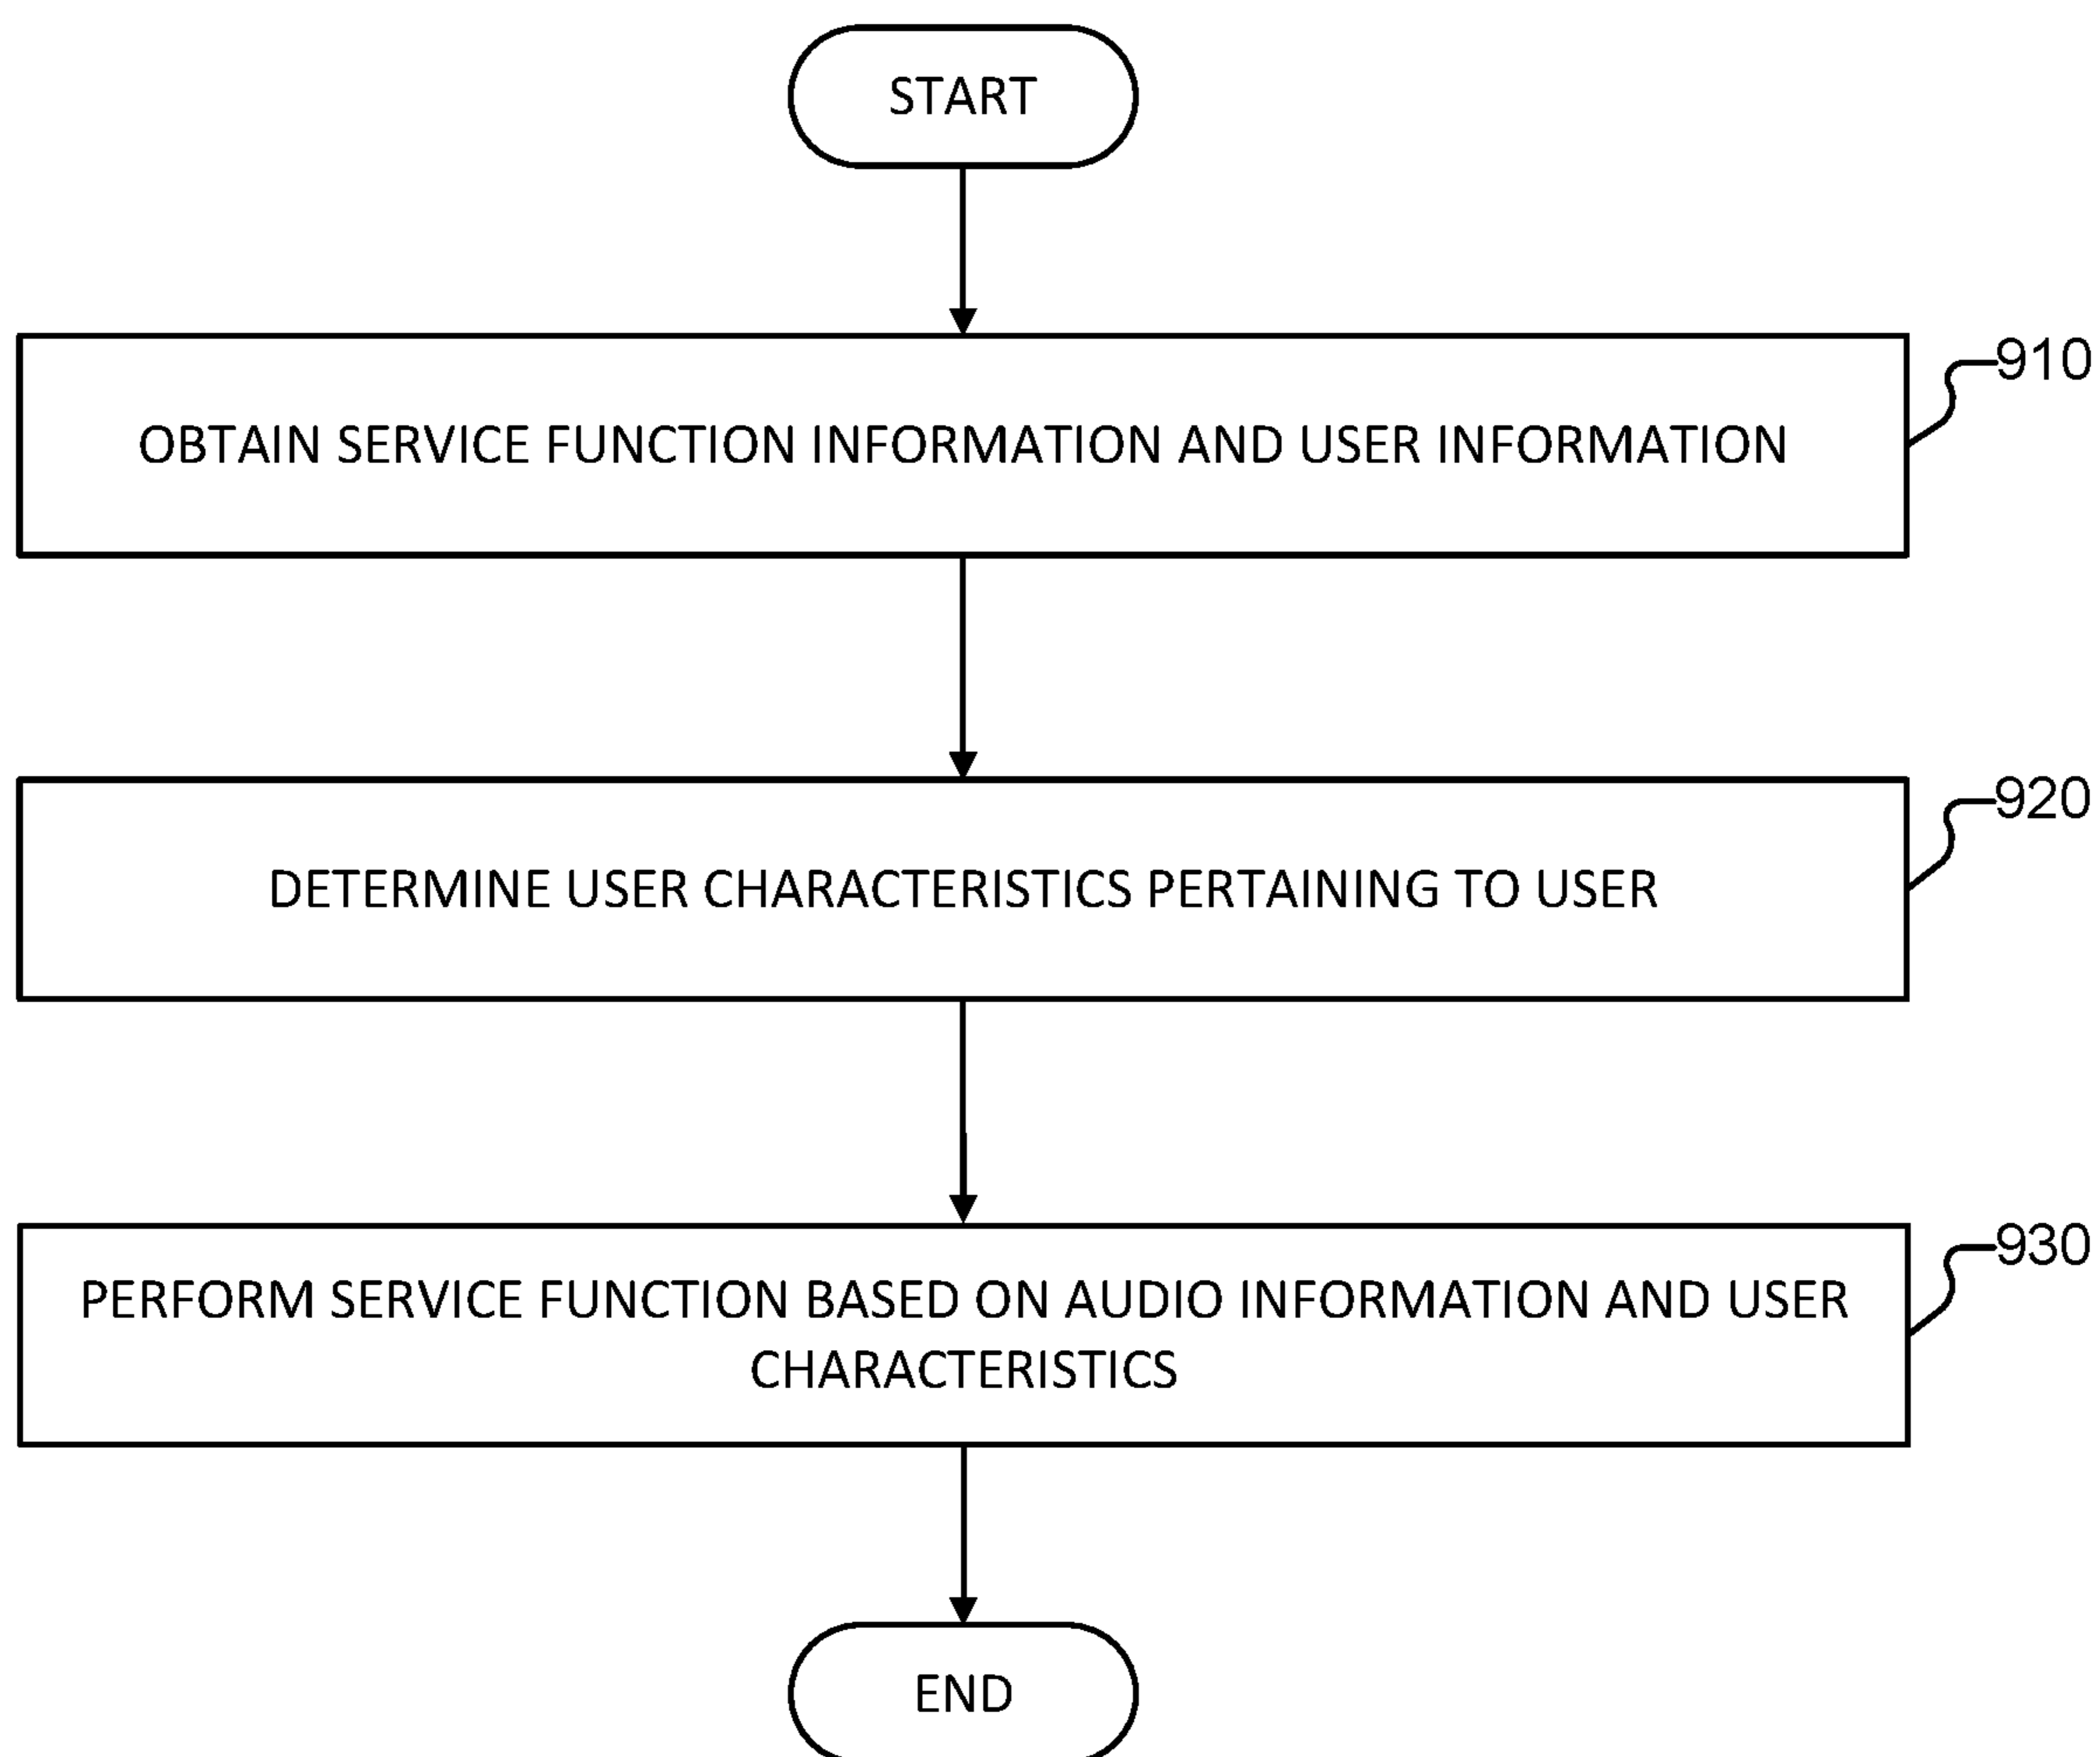 START
910
OBTAIN SERVICE FUNCTION INFORMATION AND USER INFORMATION
920
DETERMINE USER CHARACTERISTICS PERTAINING TO USER
930
PERFORM SERVICE FUNCTION BASED ON AUDIO INFORMATION AND USER
CHARACTERISTICS
END